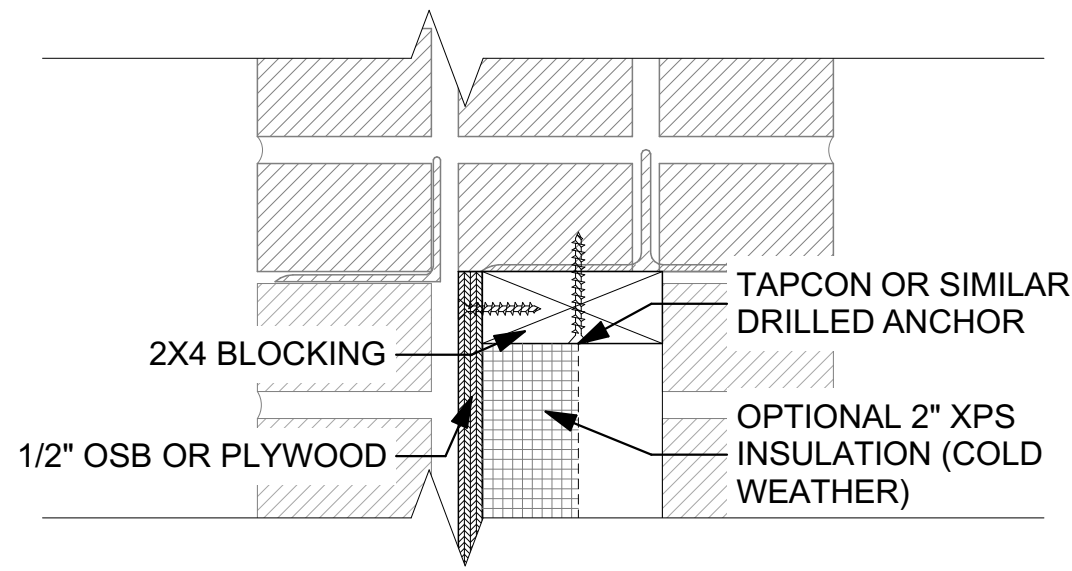 TAPCON OR SIMILAR
DRILLED ANCHOR
2X4 BLOCKING
OPTIONAL 2" XPS
INSULATION (COLD
WEATHER)
1/2" OSB OR PLYWOOD